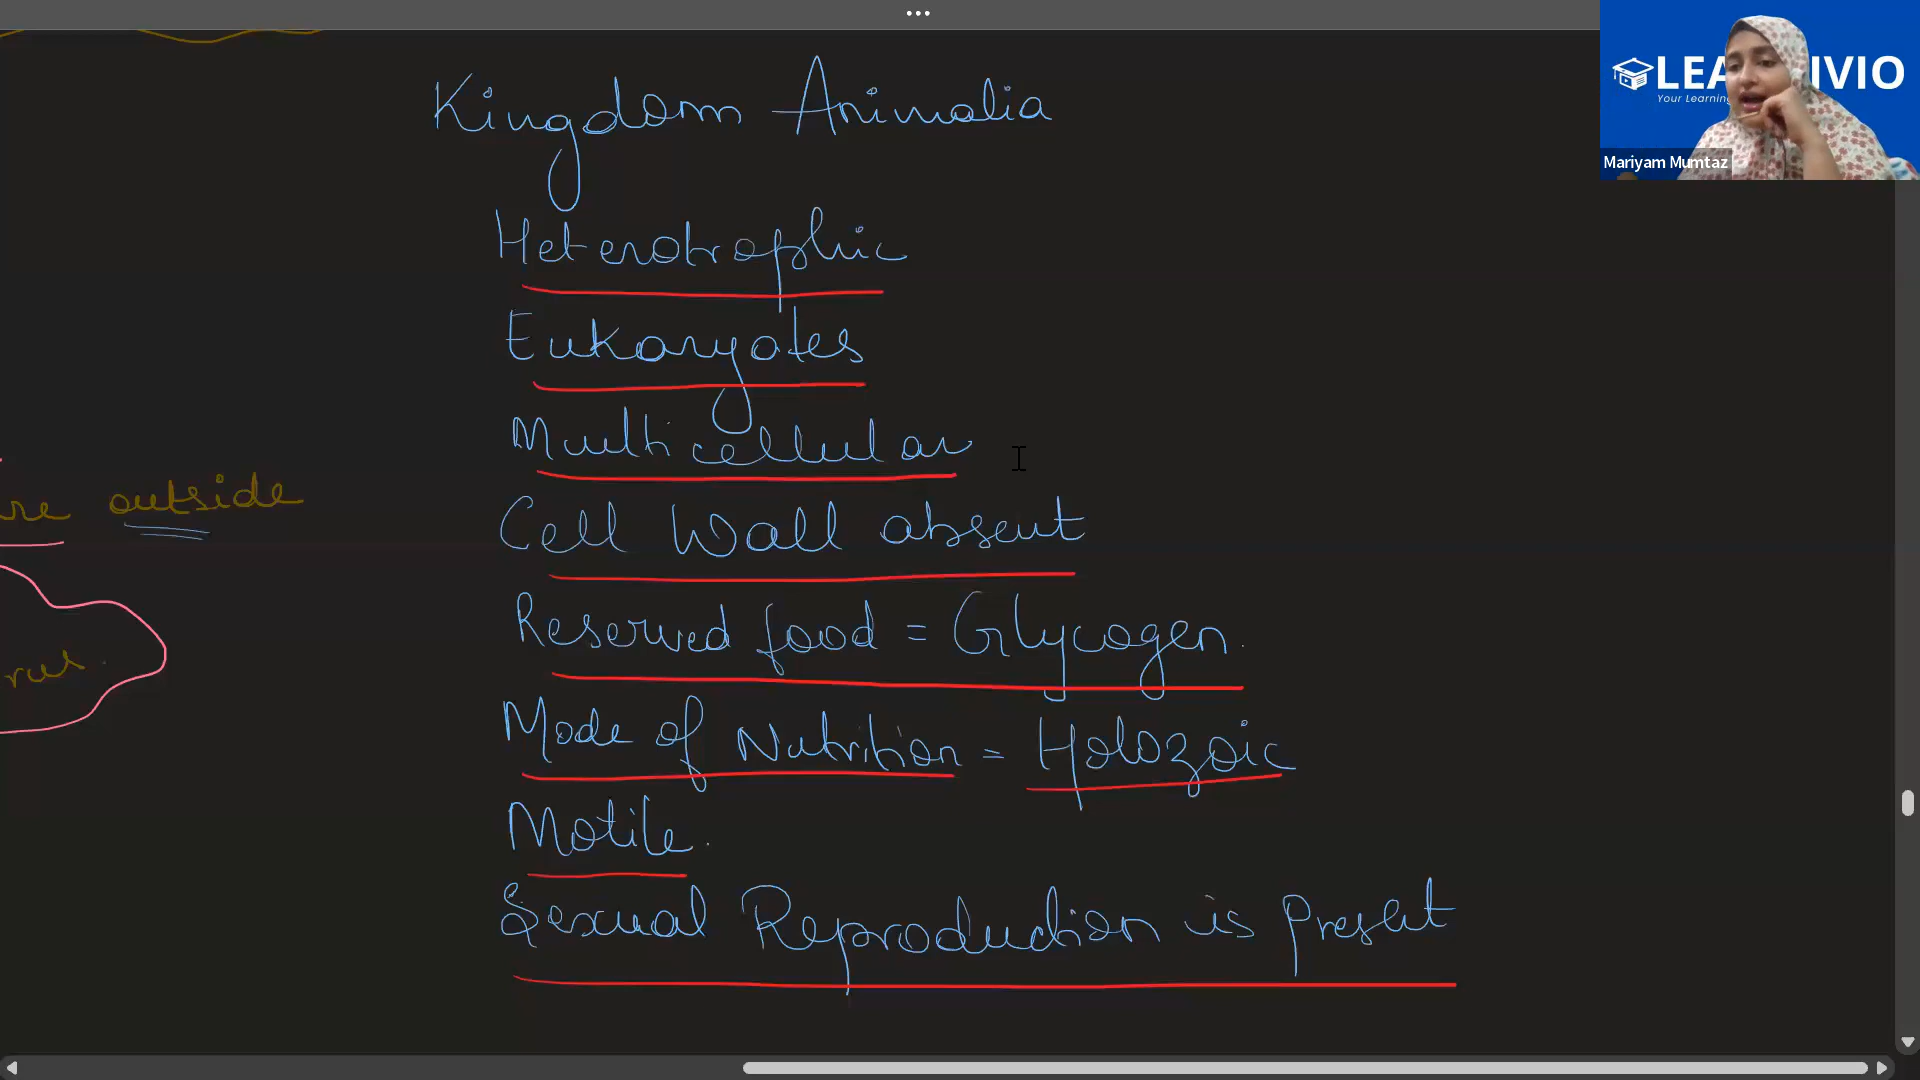 Kingdom Animalia
Heterotrophic
Eukaryotes
Multicellular
Cell Wall absent
Reserved food = Glycogen.
Mode of Nutrition = Holozoic
Motile.
Sexual Reproduction is Present
outside
LEA IVIO
Your Learning
Mariyam Mumtaz